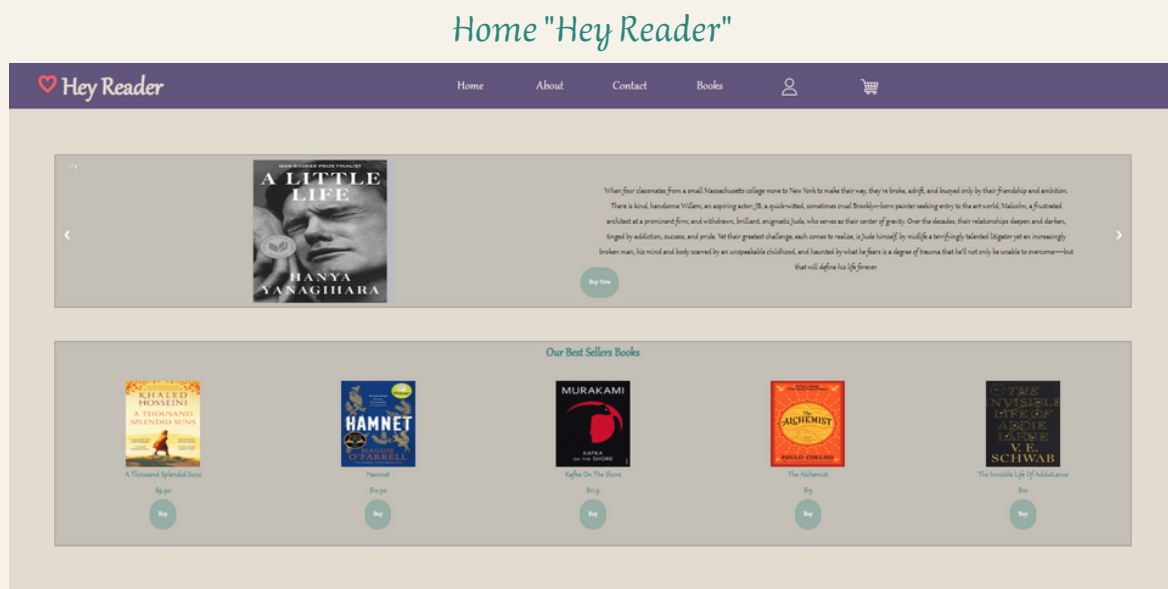 Home "Hey Reader"
Hey Reader
Home
About
Contact
Books
MAN BOOKER PRIZE FINALIST
A LITTLE
LIFE
HANYA
YANAGIHARA
When four classmates from a small Massachusetts college move to New York to make their way, they're broke, adrift, and buoyed only by their friendship and ambition.
There is kind, handsome Willem, an aspiring actor; JB, a quick-witted, sometimes cruel Brooklyn-born painter seeking entry to the art world; Malcolm, a frustrated
architect at a prominent firm; and withdrawn, brilliant, enigmatic Jude, who serves as their center of gravity. Over the decades, their relationships deepen and darken,
tinged by addiction, success, and pride. Yet their greatest challenge, each comes to realize, is Jude himself, by midlife a terrifyingly talented litigator yet an increasingly
broken man, his mind and body scarred by an unspeakable childhood, and haunted by what he fears is a degree of trauma that he'll not only be unable to overcome—but
that will define his life forever.
Buy Now
Our Best Sellers Books
KHALED
HOSSEINI
A THOUSAND
SPLENDID SUNS
A Thousand Splendid Suns
$9.90
Buy
HAMNET
MAGGIE
O'FARRELL
Hamnet
$12.50
Buy
MURAKAMI
KAFKA
ON THE SHORE
Kafka On The Shore
$11.9
Buy
The
ALCHEMIST
PAULO COELHO
The Alchemist
Buy
THE
INVISIBLE
LIFE OF
ADDIE
LARUE
V. E.
SCHWAB
The Invisible Life Of AddieLarue
$10
Buy